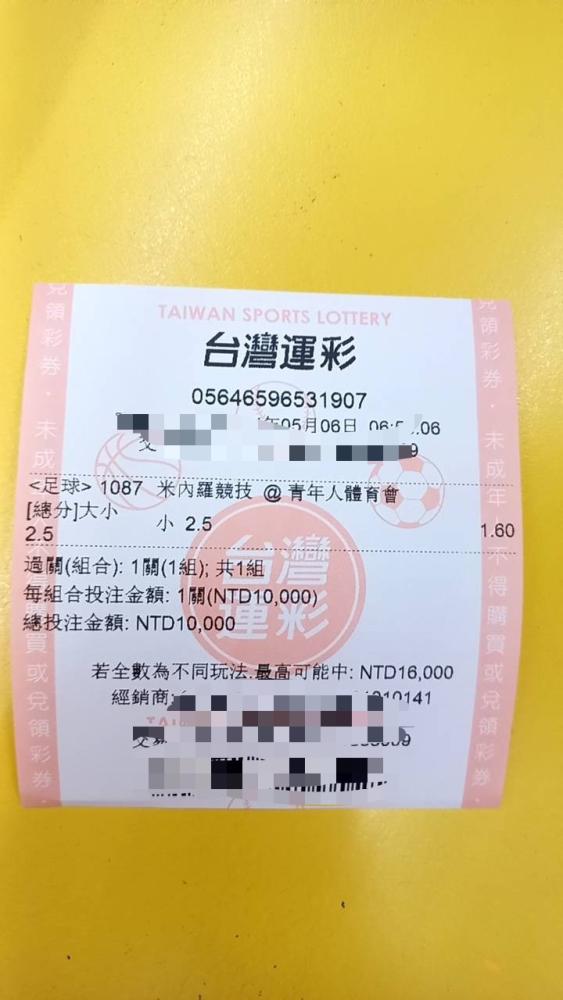 TAIWAN SPORTS LOTTERY
台灣運彩
05646596531907
年05月06日 06:5 .06
交 9
<足球> 1087 米內羅競技 @ 青年人體育會
[總分]大小 小 2.5
2.5 1.60
過關(組合): 1關(1組); 共1組
每組合投注金額: 1關(NTD10,000)
總投注金額: NTD10,000
若全數為不同玩法.最高可能中: NTD16,000
經銷商: 1010141
交
台灣運彩
兌領彩券・未成
買或兌領彩券・
兌領彩券・未成年 不得購買或兌領彩券・